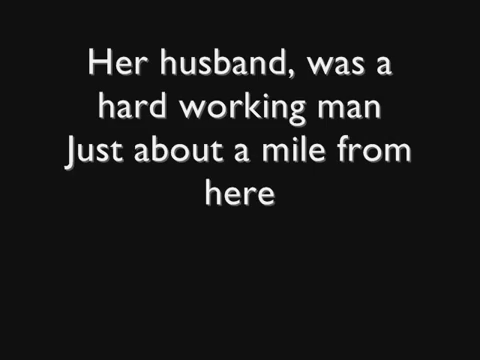 Her husband, was a
hard working man
Just about a mile from
here